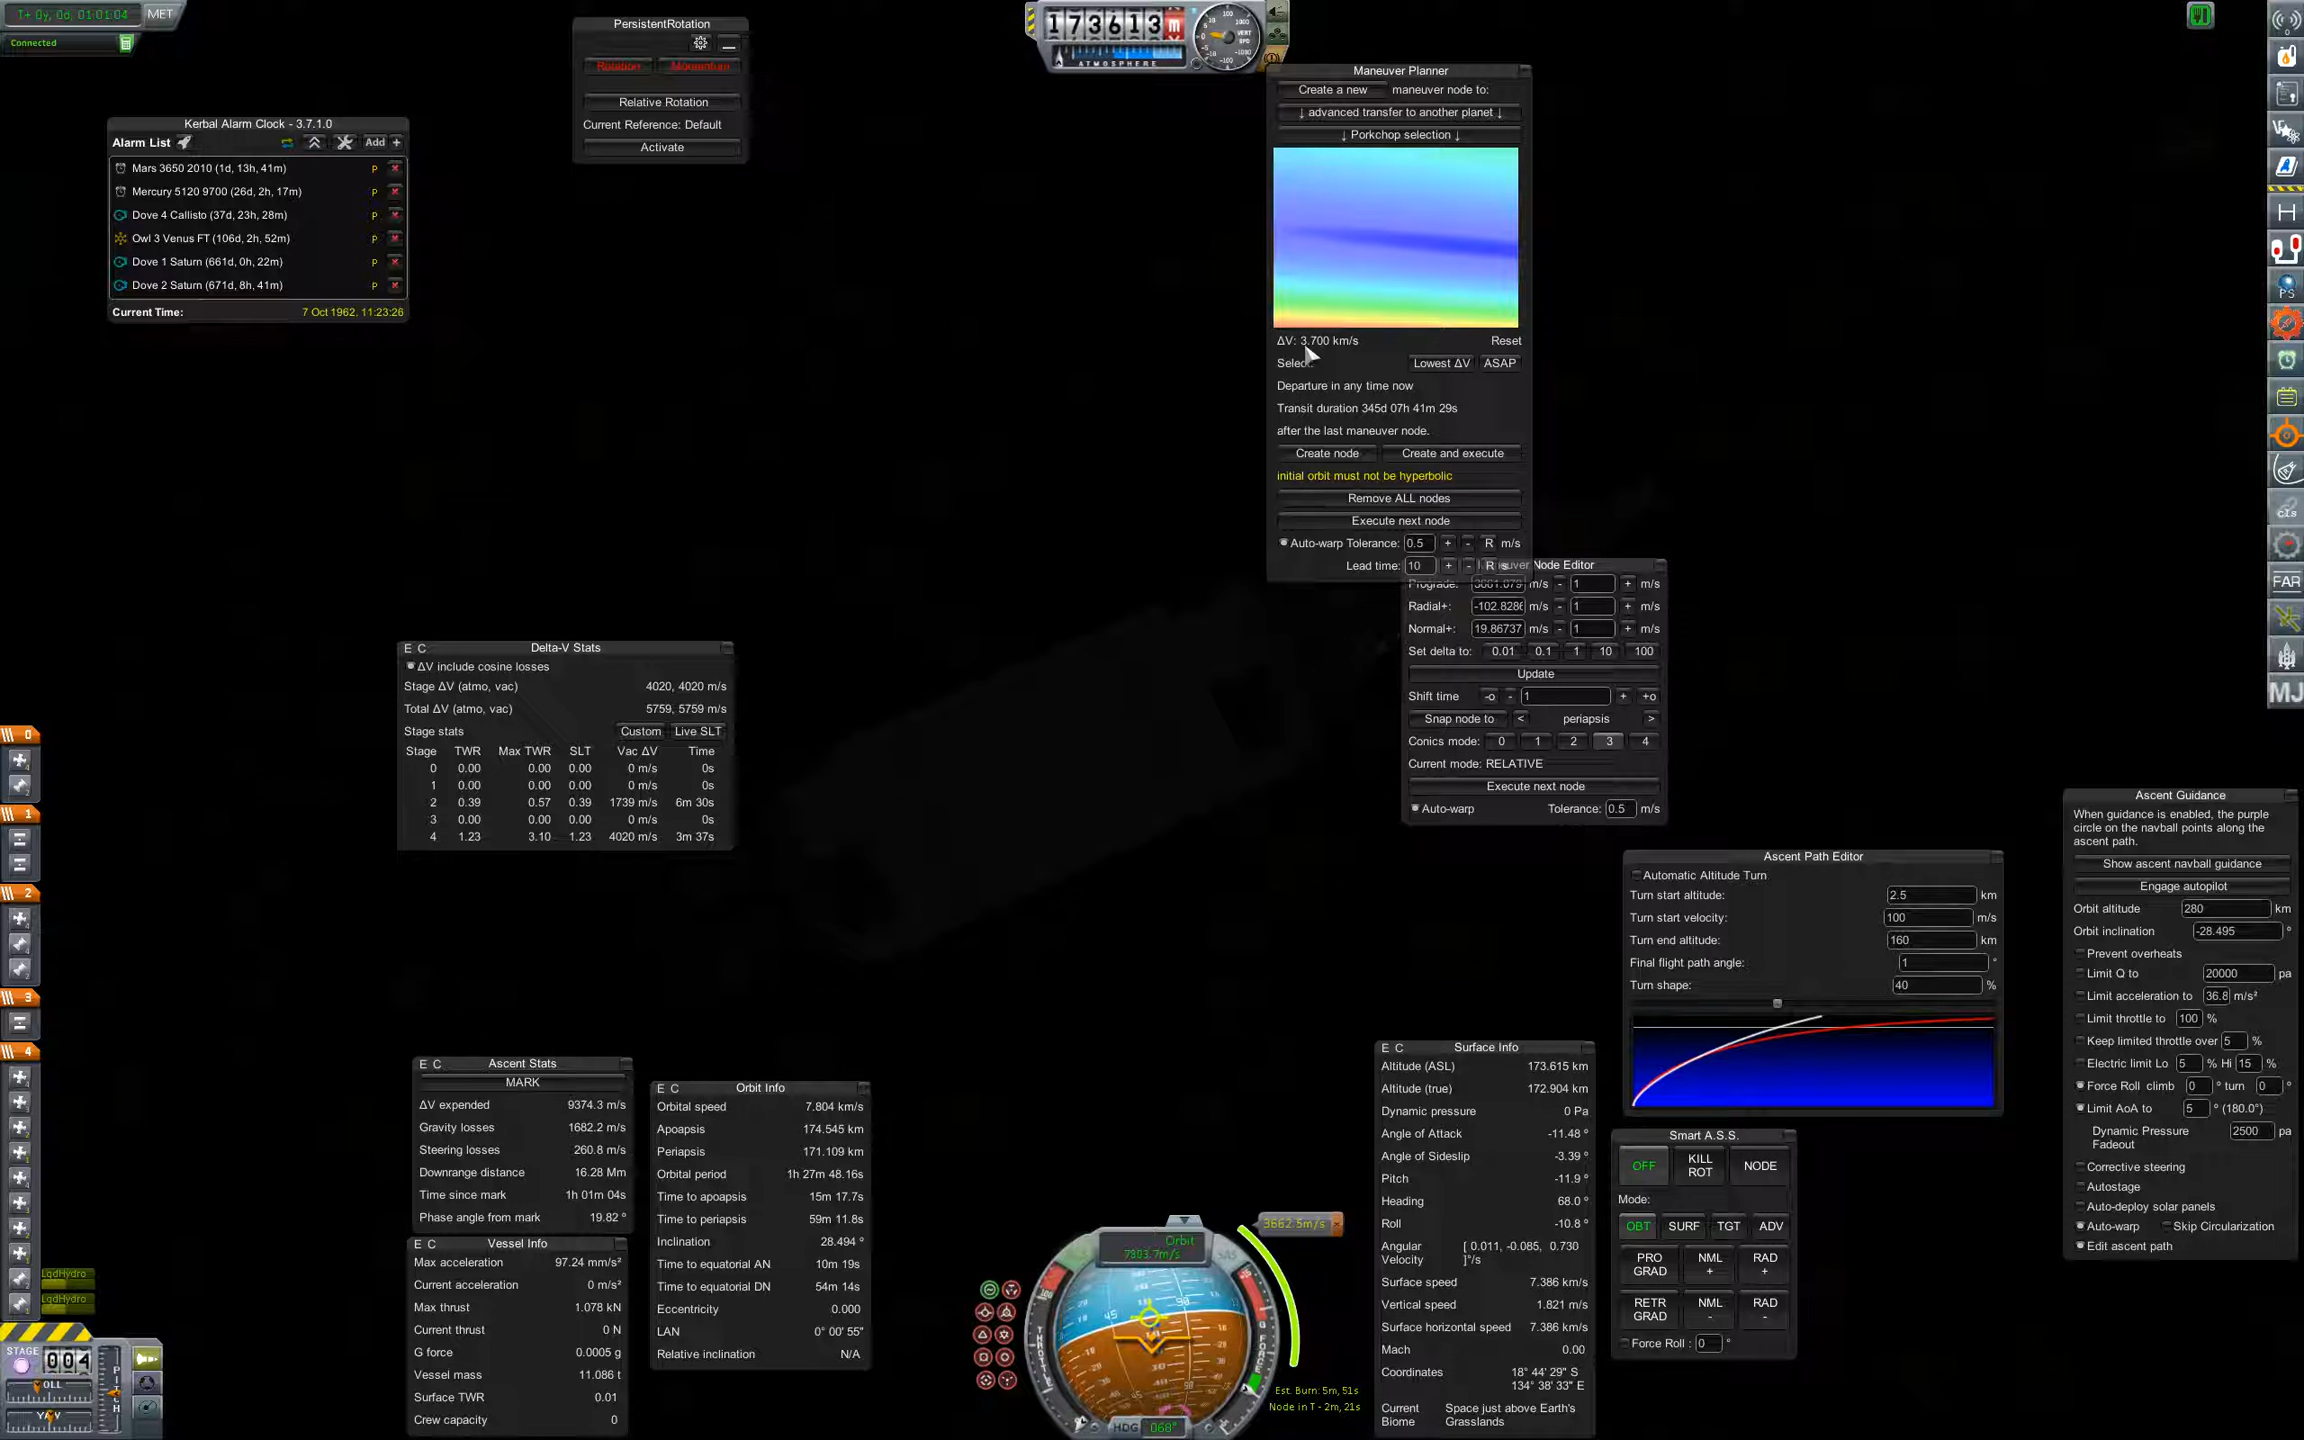 T+ 0y, 0d, 01:01:04 MET
Connected
PersistentRotation
Rotation Momentum
Relative Rotation
Current Reference: Default
Activate
173613 m
ATMOSPHERE
Kerbal Alarm Clock - 3.7.1.0
Alarm List Add +
Mars 3650 2010 (1d, 13h, 41m) P
Mercury 5120 9700 (26d, 2h, 17m) P
Dove 4 Callisto (37d, 23h, 28m) P
Owl 3 Venus FT (106d, 2h, 52m) P
Dove 1 Saturn (661d, 0h, 22m) P
Dove 2 Saturn (671d, 8h, 41m) P
Current Time: 7 Oct 1962, 11:23:26
Maneuver Planner
Create a new maneuver node to:
↓ advanced transfer to another planet ↓
↓ Porkchop selection ↓
ΔV: 3.700 km/s Reset
Select: Lowest ΔV ASAP
Departure in any time now
Transit duration 345d 07h 41m 29s
after the last maneuver node.
Create node Create and execute
initial orbit must not be hyperbolic
Remove ALL nodes
Execute next node
Auto-warp Tolerance: 0.5 + - R m/s
Lead time: 10 + - R s
Maneuver Node Editor
Prograde: m/s - 1 + m/s
Radial+: -102.828 m/s - 1 + m/s
Normal+: 19.86737 m/s - 1 + m/s
Set delta to: 0.01 0.1 1 10 100
Update
Shift time -o - 1 + +o
Snap node to < periapsis >
Conics mode: 0 1 2 3 4
Current mode: RELATIVE
Execute next node
Auto-warp Tolerance: 0.5 m/s
E C Delta-V Stats
ΔV include cosine losses
Stage ΔV (atmo, vac) 4020, 4020 m/s
Total ΔV (atmo, vac) 5759, 5759 m/s
Stage stats Custom Live SLT
Stage TWR Max TWR SLT Vac ΔV Time
0 0.00 0.00 0.00 0 m/s 0s
1 0.00 0.00 0.00 0 m/s 0s
2 0.39 0.57 0.39 1739 m/s 6m 30s
3 0.00 0.00 0.00 0 m/s 0s
4 1.23 3.10 1.23 4020 m/s 3m 37s
0
1
2
3
4
LqdHydro
LqdHydro
STAGE 004
ROLL
YAW
PITCH
E C Ascent Stats
MARK
ΔV expended 9374.3 m/s
Gravity losses 1682.2 m/s
Steering losses 260.8 m/s
Downrange distance 16.28 Mm
Time since mark 1h 01m 04s
Phase angle from mark 19.82 º
E C Vessel Info
Max acceleration 97.24 mm/s²
Current acceleration 0 m/s²
Max thrust 1.078 kN
Current thrust 0 N
G force 0.0005 g
Vessel mass 11.086 t
Surface TWR 0.01
Crew capacity 0
E C Orbit Info
Orbital speed 7.804 km/s
Apoapsis 174.545 km
Periapsis 171.109 km
Orbital period 1h 27m 48.16s
Time to apoapsis 15m 17.7s
Time to periapsis 59m 11.8s
Inclination 28.494 º
Time to equatorial AN 10m 19s
Time to equatorial DN 54m 14s
Eccentricity 0.000
LAN 0° 00' 55"
Relative inclination N/A
Orbit
7803.7m/s
SAS
THROTTLE
G FORCE
HDG 068°
3662.5m/s
Est. Burn: 5m, 51s
Node in T - 2m, 21s
E C Surface Info
Altitude (ASL) 173.615 km
Altitude (true) 172.904 km
Dynamic pressure 0 Pa
Angle of Attack -11.48 º
Angle of Sideslip -3.39 º
Pitch -11.9 º
Heading 68.0 º
Roll -10.8 º
Angular Velocity [ 0.011, -0.085, 0.730 ]°/s
Surface speed 7.386 km/s
Vertical speed 1.821 m/s
Surface horizontal speed 7.386 km/s
Mach 0.00
Coordinates 18° 44' 29" S
134° 38' 33" E
Current Biome Space just above Earth's Grasslands
Ascent Path Editor
Automatic Altitude Turn
Turn start altitude: 2.5 km
Turn start velocity: 100 m/s
Turn end altitude: 160 km
Final flight path angle: 1 °
Turn shape: 40 %
Smart A.S.S.
OFF KILL ROT NODE
Mode:
OBT SURF TGT ADV
PRO GRAD NML + RAD +
RETR GRAD NML - RAD -
Force Roll : 0 °
Ascent Guidance
When guidance is enabled, the purple
circle on the navball points along the
ascent path.
Show ascent navball guidance
Engage autopilot
Orbit altitude 280 km
Orbit inclination -28.495 º
Prevent overheats
Limit Q to 20000 pa
Limit acceleration to 36.8 m/s²
Limit throttle to 100 %
Keep limited throttle over 5 %
Electric limit Lo 5 % Hi 15 %
Force Roll climb 0 º turn 0 º
Limit AoA to 5 º (180.0°)
Dynamic Pressure Fadeout 2500 pa
Corrective steering
Autostage
Auto-deploy solar panels
Auto-warp Skip Circularization
Edit ascent path
PS
cls
FAR
MJ